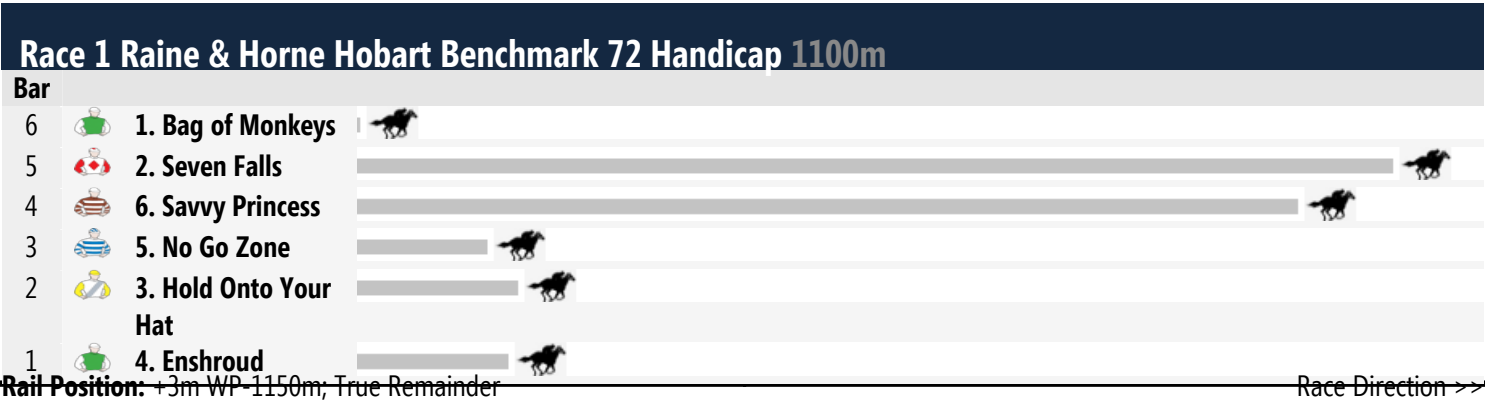 Race 1 Raine & Horne Hobart Benchmark 72 Handicap 1100m
Bar
6 1. Bag of Monkeys
5 2. Seven Falls
4 6. Savvy Princess
3 5. No Go Zone
2 3. Hold Onto Your
Hat
1 4. Enshroud
Rail Position: +3m WP-1150m; True Remainder Race Direction >>